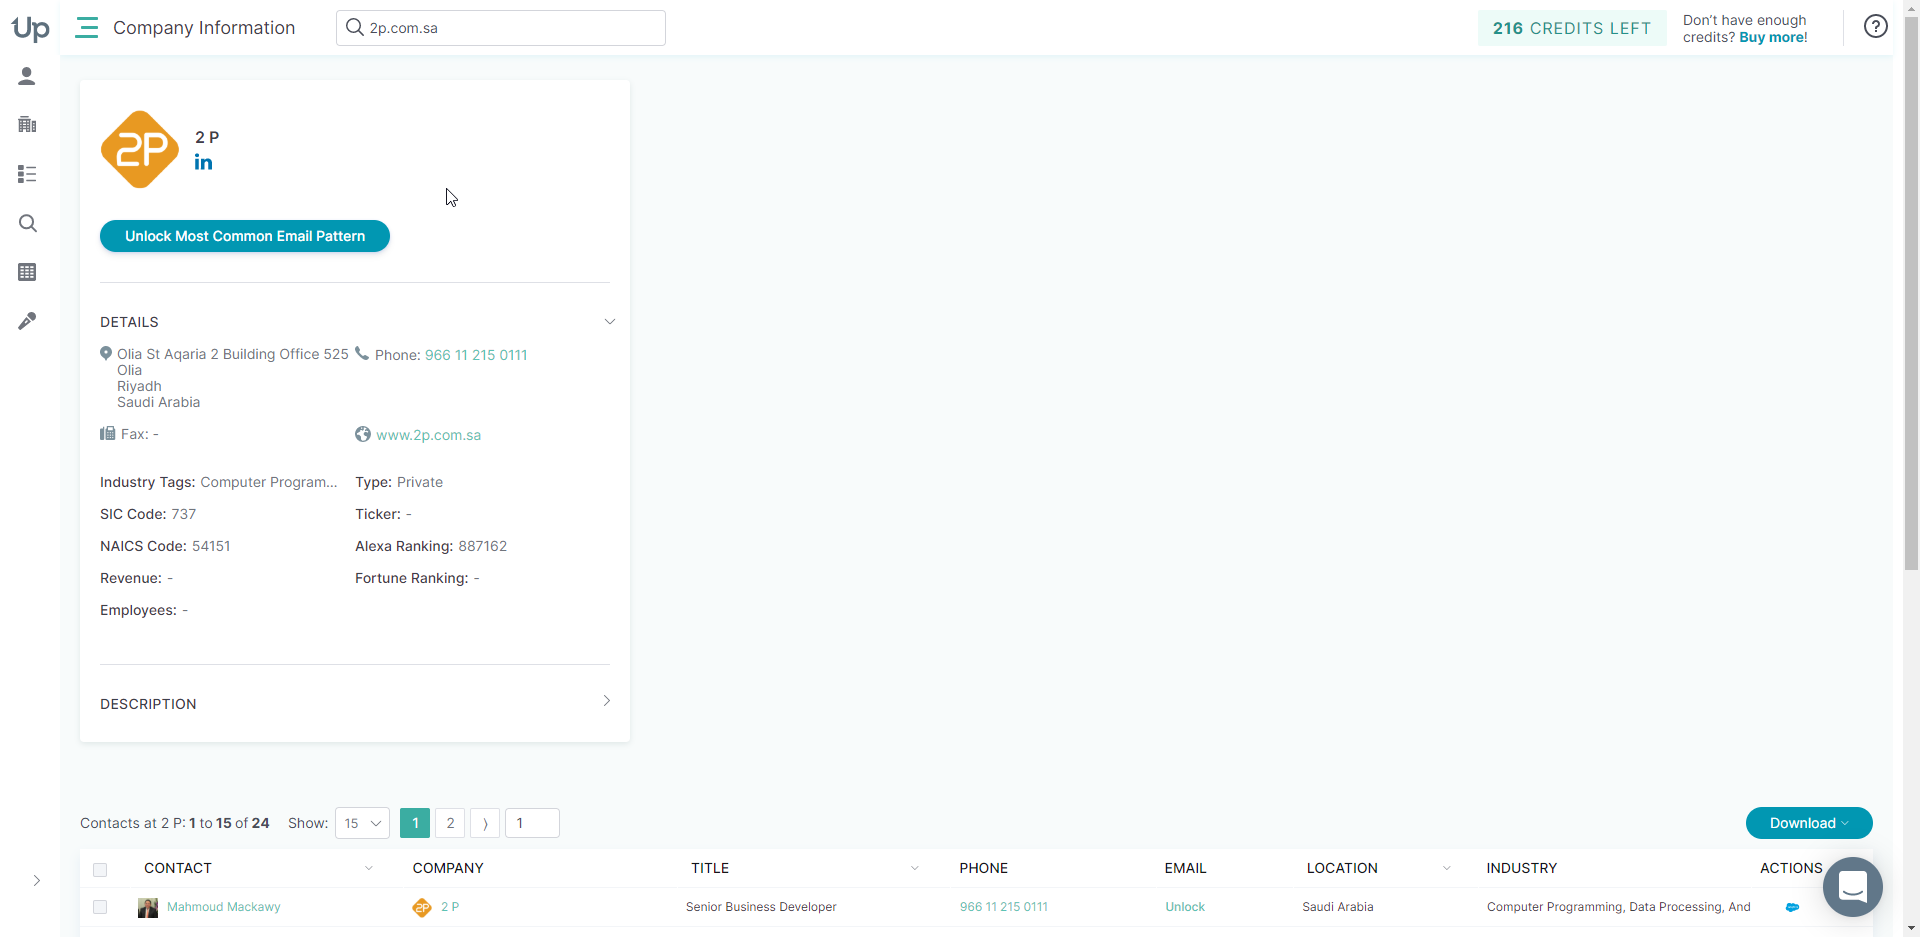 Up
Company Information
2p.com.sa
216 CREDITS LEFT
Don't have enough
credits? Buy more!
?
2P
2 P
in
Unlock Most Common Email Pattern
DETAILS
Olia St Aqaria 2 Building Office 525
Olia
Riyadh
Saudi Arabia
Phone: 966 11 215 0111
Fax: -
www.2p.com.sa
Industry Tags: Computer Program...
Type: Private
SIC Code: 737
Ticker: -
NAICS Code: 54151
Alexa Ranking: 887162
Revenue: -
Fortune Ranking: -
Employees: -
DESCRIPTION
Contacts at 2 P: 1 to 15 of 24 Show: 15 1 2 ⟩ 1
Download
CONTACT COMPANY TITLE PHONE EMAIL LOCATION INDUSTRY ACTIONS
Mahmoud Mackawy 2P 2 P Senior Business Developer 966 11 215 0111 Unlock Saudi Arabia Computer Programming, Data Processing, And